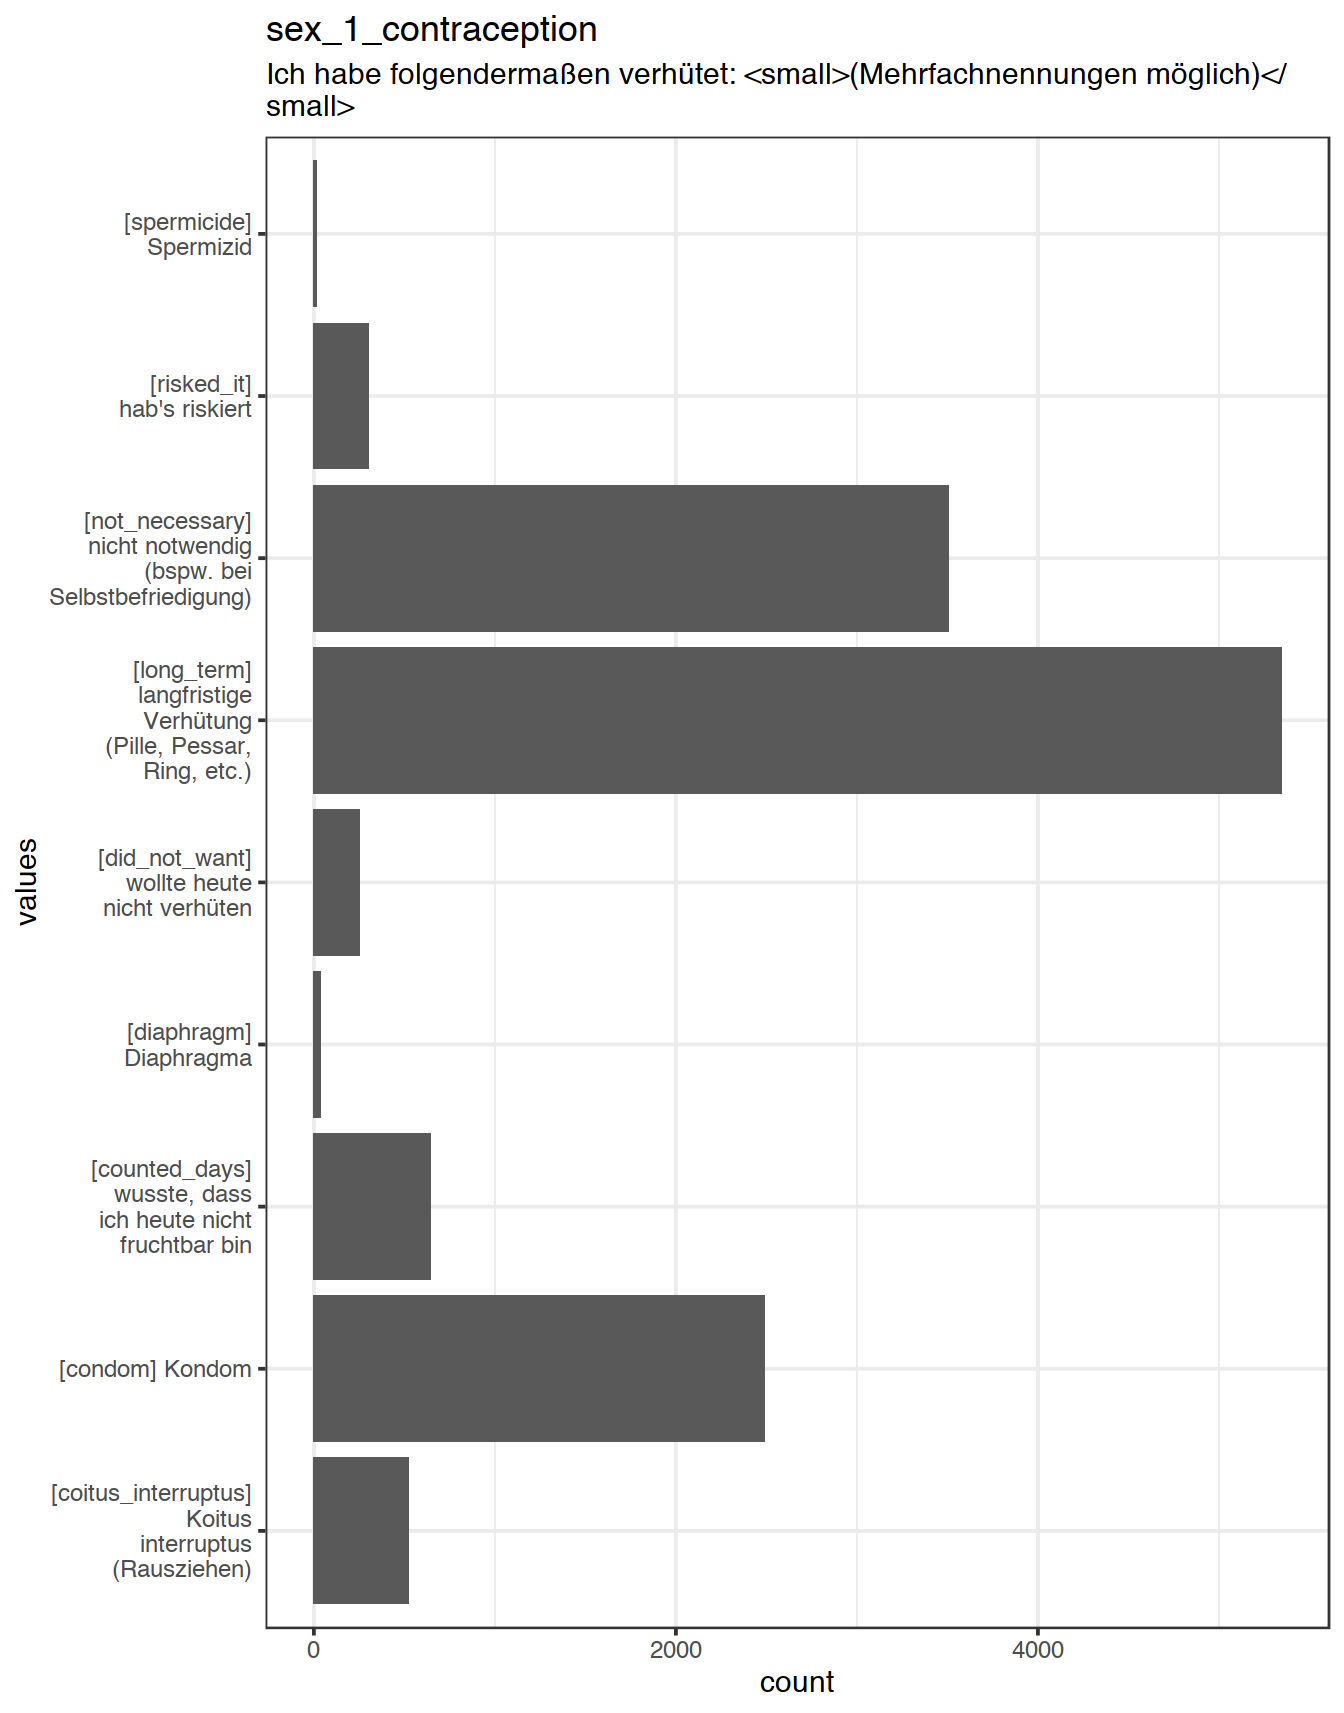 sex_1_contraception
Ich habe folgendermaßen verhütet: <small>(Mehrfachnennungen möglich)</
small>
[spermicide]
Spermizid
[risked_it]
hab's riskiert
[not_necessary]
nicht notwendig
(bspw. bei
Selbstbefriedigung)
[long_term]
langfristige
Verhütung
(Pille, Pessar,
Ring, etc.)
[did_not_want]
wollte heute
nicht verhüten
[diaphragm]
Diaphragma
[counted_days]
wusste, dass
ich heute nicht
fruchtbar bin
[condom] Kondom
[coitus_interruptus]
Koitus
interruptus
(Rausziehen)
values
0 2000 4000
count